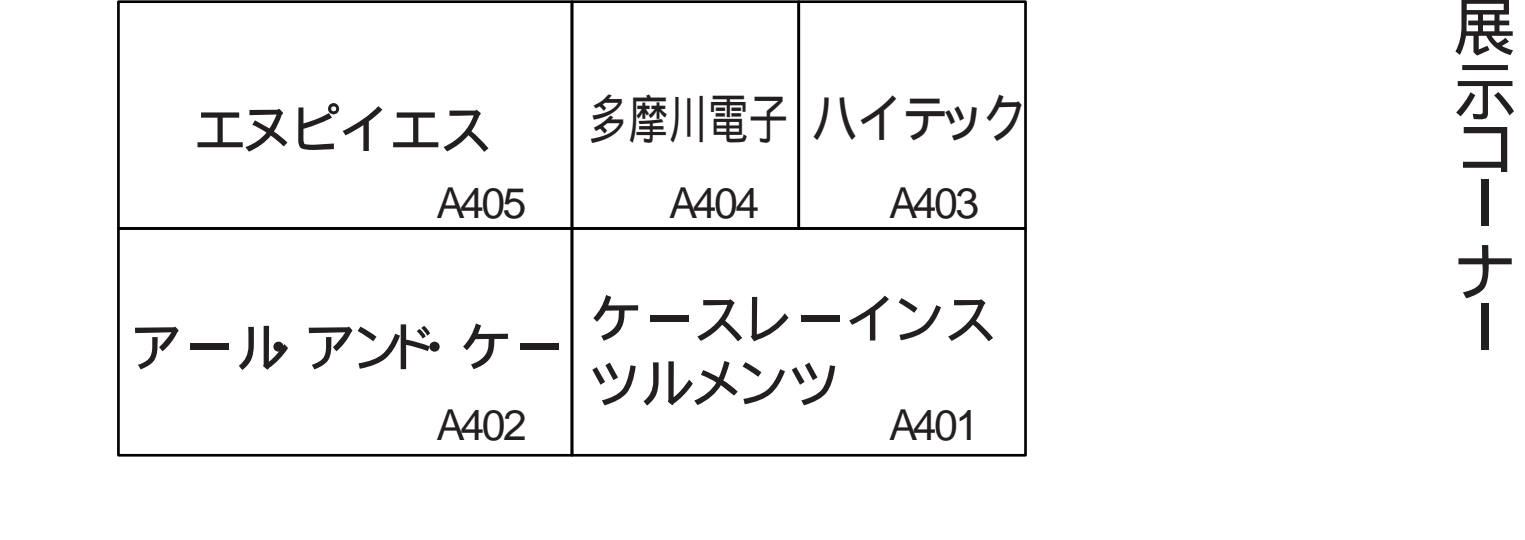 エヌピイエス
A405
多摩川電子
A404
ハイテック
A403
アール・アンド・ケー
A402
ケースレーインス
ツルメンツ
A401
展示コーナー